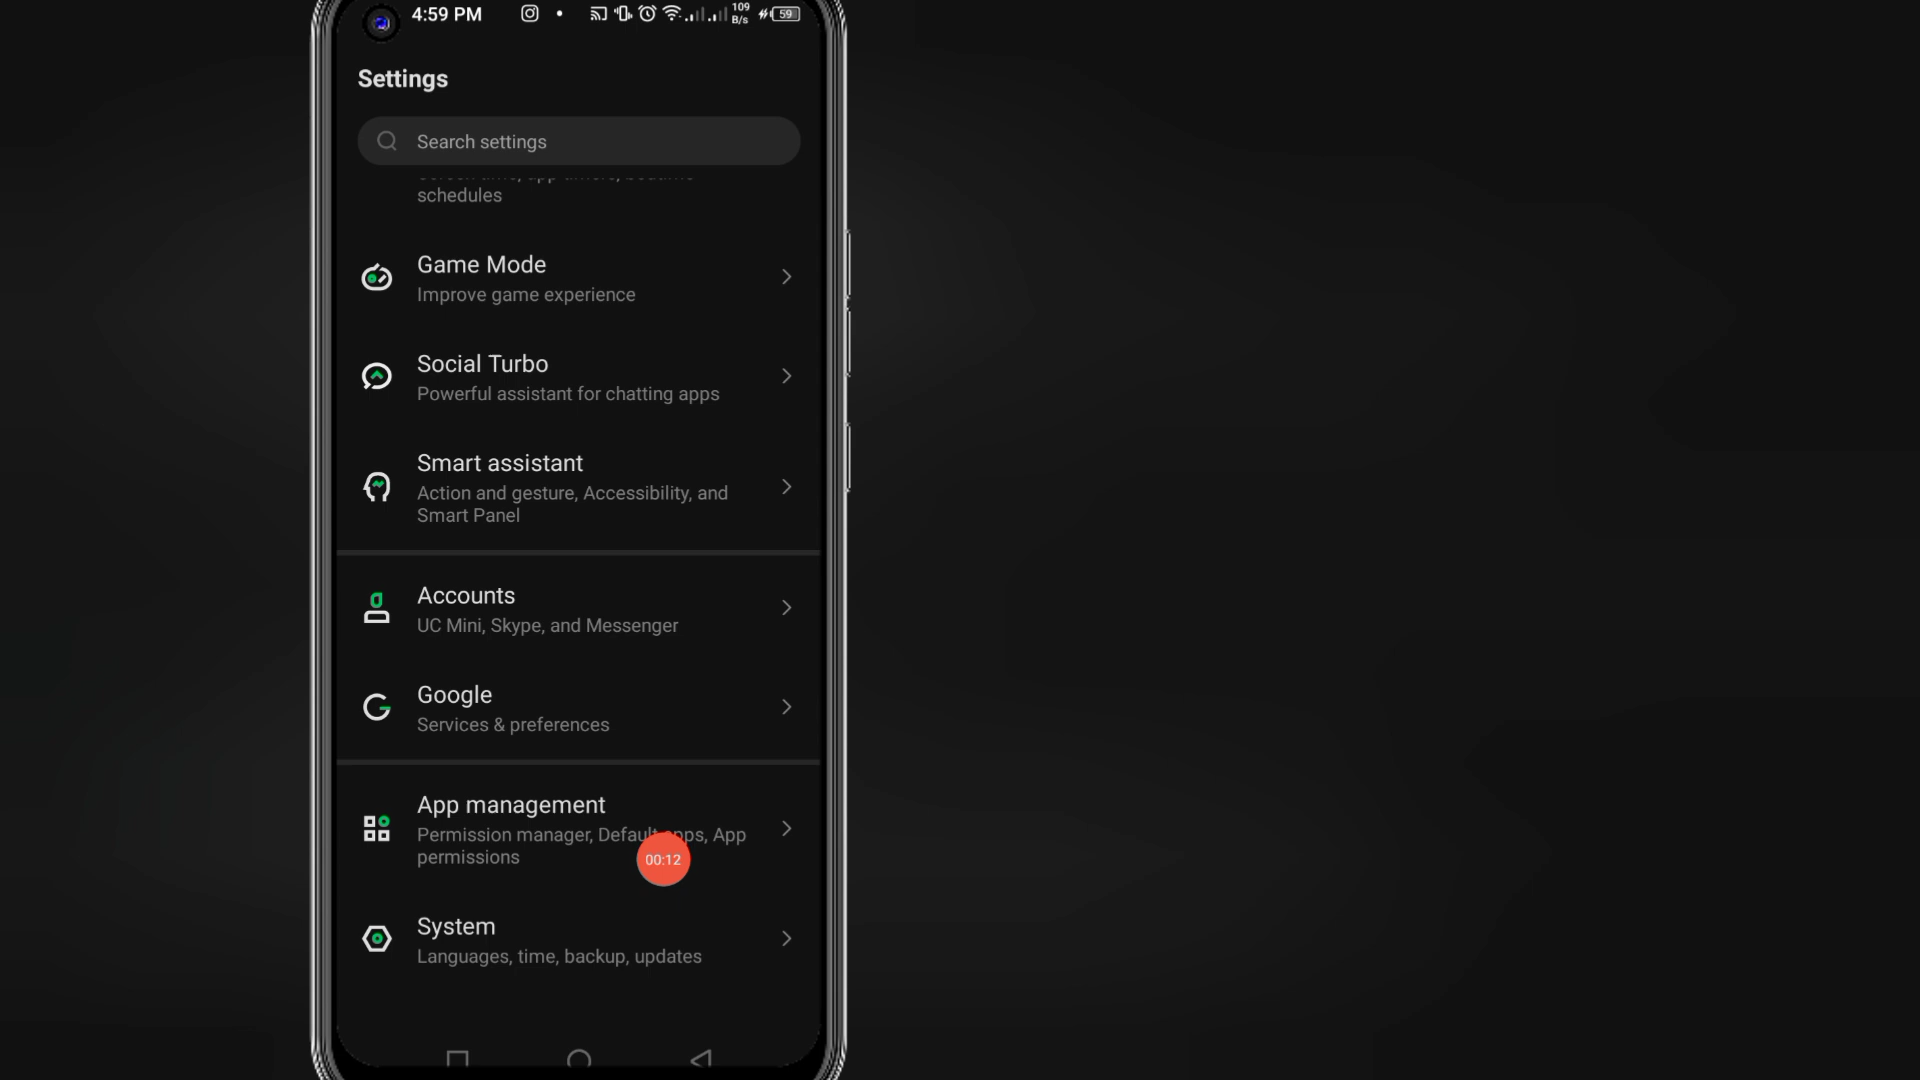 4:59 PM
109
B/s
59
Settings
Search settings
schedules
Game Mode
Improve game experience
Social Turbo
Powerful assistant for chatting apps
Smart assistant
Action and gesture, Accessibility, and
Smart Panel
Accounts
UC Mini, Skype, and Messenger
Google
Services & preferences
App management
Permission manager, Default apps, App
permissions
00:12
System
Languages, time, backup, updates